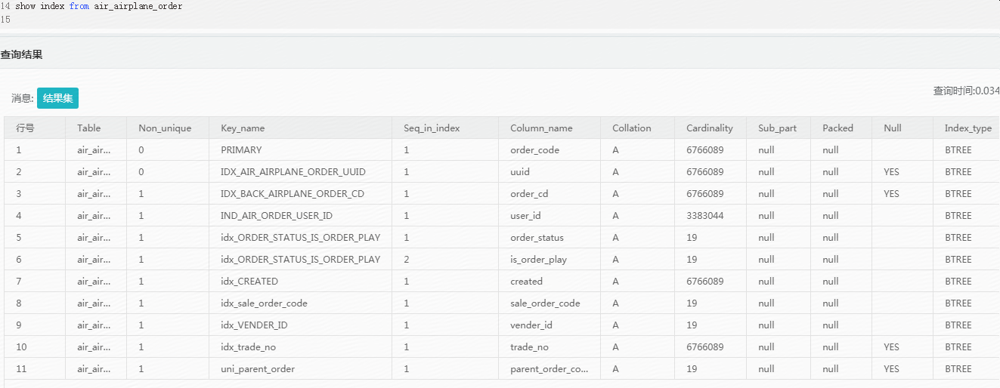 14 show index from air_airplane_order
15
查询结果
消息: 结果集 查询时间:0.034
行号 Table Non_unique Key_name Seq_in_index Column_name Collation Cardinality Sub_part Packed Null Index_type
1 air_air... 0 PRIMARY 1 order_code A 6766089 null null BTREE
2 air_air... 0 IDX_AIR_AIRPLANE_ORDER_UUID 1 uuid A 6766089 null null YES BTREE
3 air_air... 1 IDX_BACK_AIRPLANE_ORDER_CD 1 order_cd A 6766089 null null YES BTREE
4 air_air... 1 IND_AIR_ORDER_USER_ID 1 user_id A 3383044 null null BTREE
5 air_air... 1 idx_ORDER_STATUS_IS_ORDER_PLAY 1 order_status A 19 null null BTREE
6 air_air... 1 idx_ORDER_STATUS_IS_ORDER_PLAY 2 is_order_play A 19 null null BTREE
7 air_air... 1 idx_CREATED 1 created A 6766089 null null BTREE
8 air_air... 1 idx_sale_order_code 1 sale_order_code A 19 null null BTREE
9 air_air... 1 idx_VENDER_ID 1 vender_id A 19 null null BTREE
10 air_air... 1 idx_trade_no 1 trade_no A 6766089 null null YES BTREE
11 air_air... 1 uni_parent_order 1 parent_order_co... A 19 null null YES BTREE